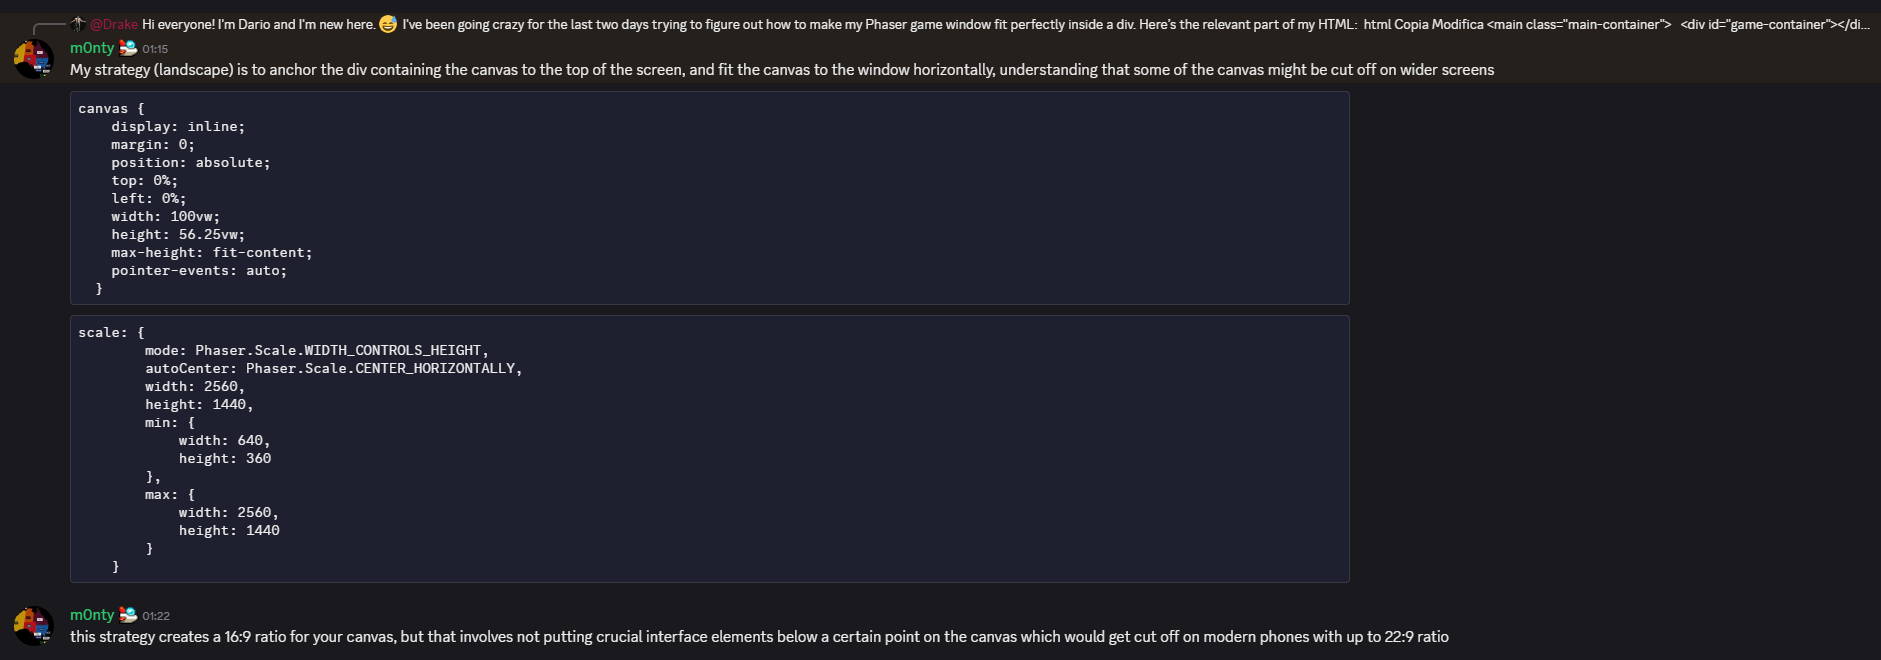 @Drake Hi everyone! I'm Dario and I'm new here. 😅 I've been going crazy for the last two days trying to figure out how to make my Phaser game window fit perfectly inside a div. Here's the relevant part of my HTML:  html Copia Modifica <main class="main-container">   <div id="game-container"></di...
m0nty 01:15
My strategy (landscape) is to anchor the div containing the canvas to the top of the screen, and fit the canvas to the window horizontally, understanding that some of the canvas might be cut off on wider screens
canvas {
    display: inline;
    margin: 0;
    position: absolute;
    top: 0%;
    left: 0%;
    width: 100vw;
    height: 56.25vw;
    max-height: fit-content;
    pointer-events: auto;
  }
scale: {
        mode: Phaser.Scale.WIDTH_CONTROLS_HEIGHT,
        autoCenter: Phaser.Scale.CENTER_HORIZONTALLY,
        width: 2560,
        height: 1440,
        min: {
            width: 640,
            height: 360
        },
        max: {
            width: 2560,
            height: 1440
        }
    }
m0nty 01:22
this strategy creates a 16:9 ratio for your canvas, but that involves not putting crucial interface elements below a certain point on the canvas which would get cut off on modern phones with up to 22:9 ratio